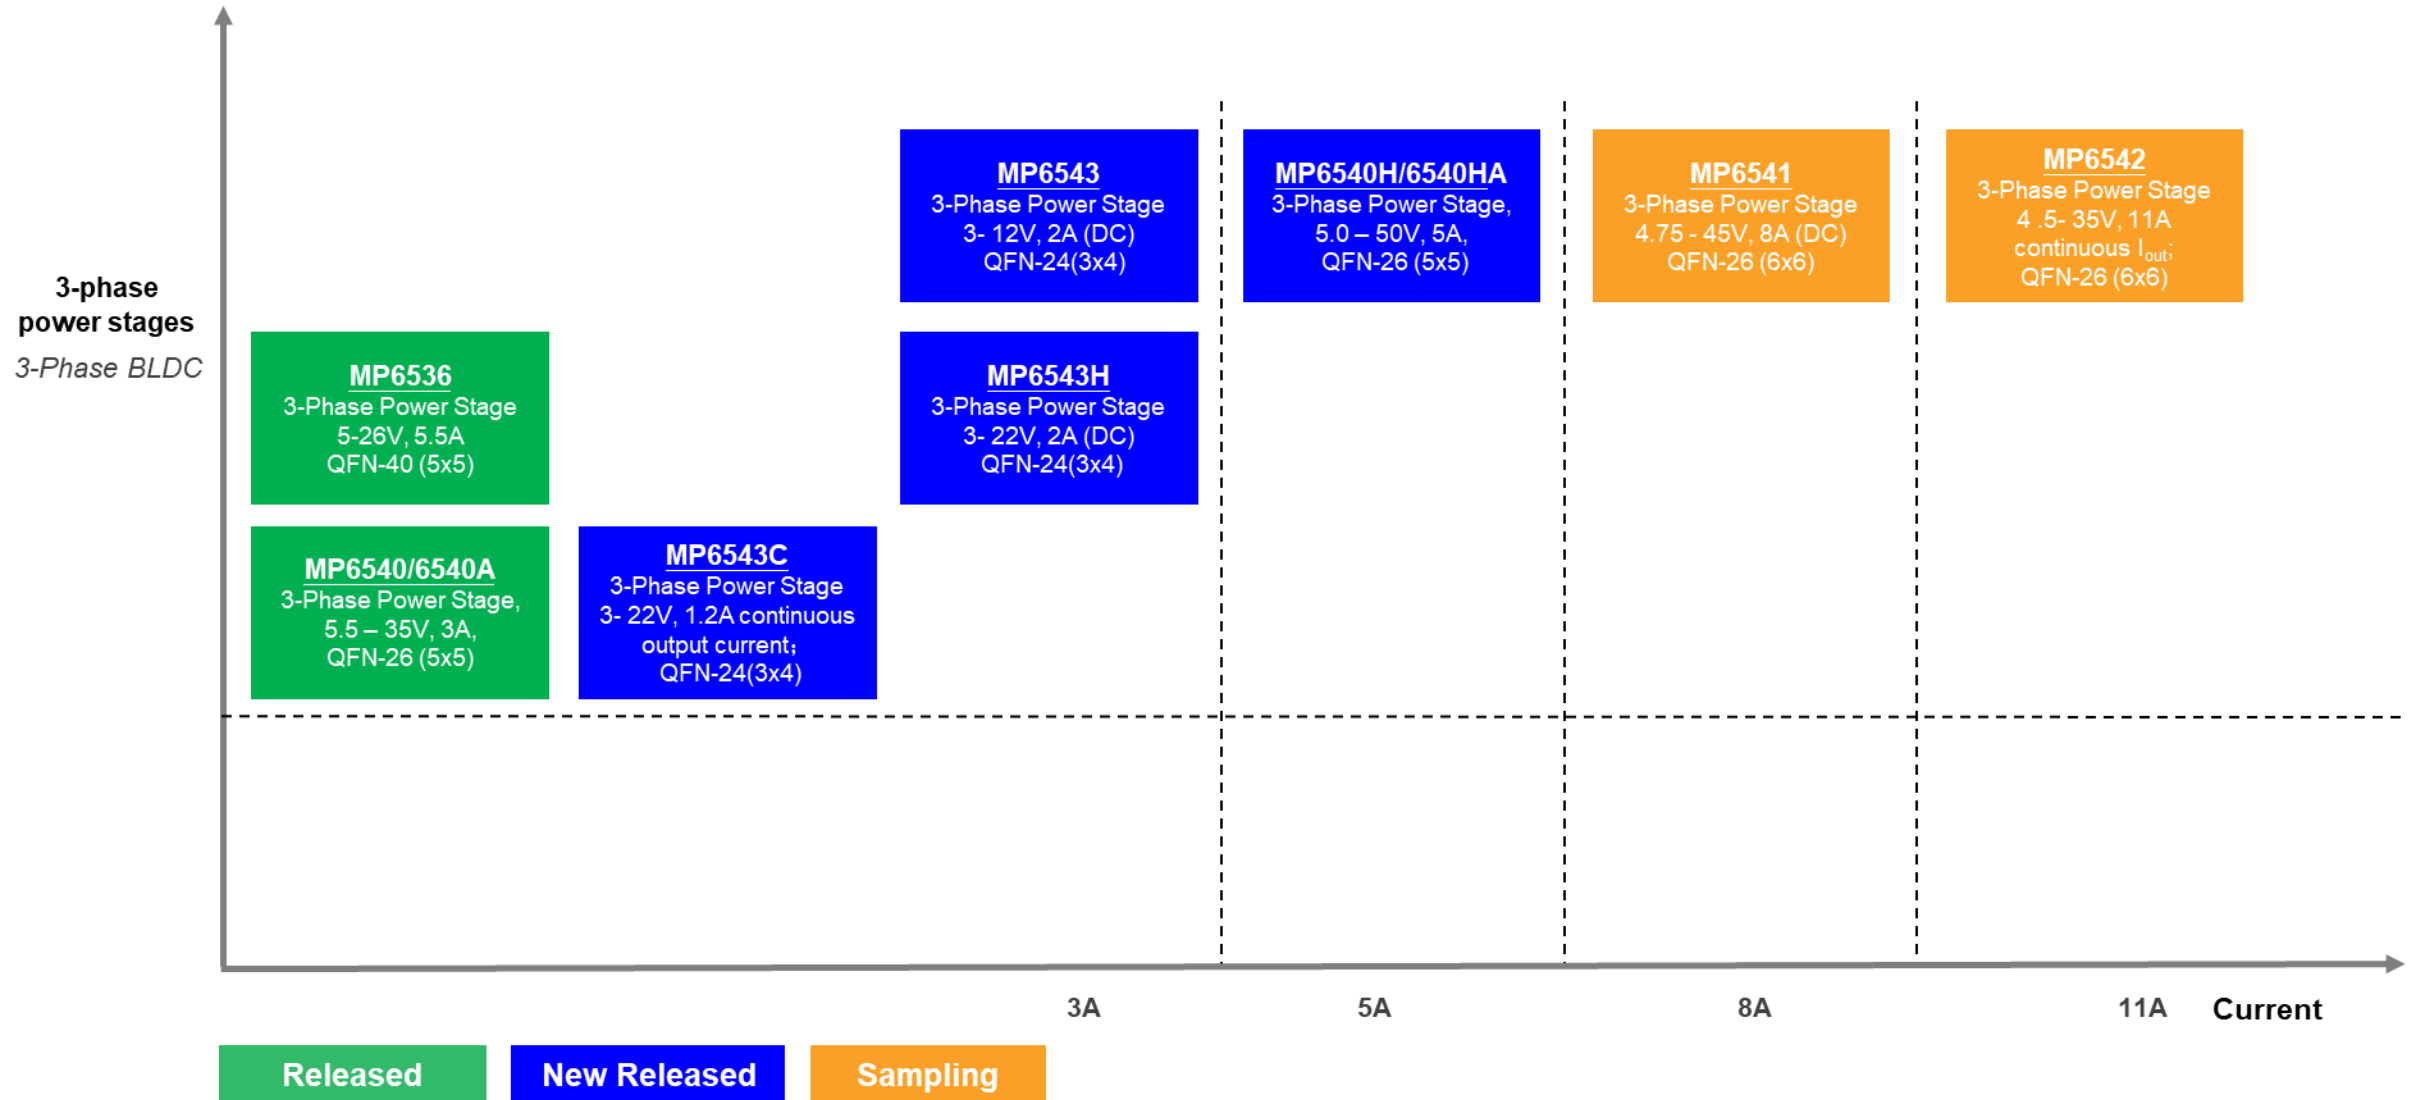 3-phase
power stages
3-Phase BLDC
MP6543
3-Phase Power Stage
3- 12V, 2A (DC)
QFN-24(3x4)
MP6540H/6540HA
3-Phase Power Stage,
5.0 – 50V, 5A,
QFN-26 (5x5)
MP6541
3-Phase Power Stage
4.75 - 45V, 8A (DC)
QFN-26 (6x6)
MP6542
3-Phase Power Stage
4 .5- 35V, 11A
continuous Iout;
QFN-26 (6x6)
MP6536
3-Phase Power Stage
5-26V, 5.5A
QFN-40 (5x5)
MP6543H
3-Phase Power Stage
3- 22V, 2A (DC)
QFN-24(3x4)
MP6540/6540A
3-Phase Power Stage,
5.5 – 35V, 3A,
QFN-26 (5x5)
MP6543C
3-Phase Power Stage
3- 22V, 1.2A continuous
output current；
QFN-24(3x4)
3A
5A
8A
11A
Current
Released
New Released
Sampling